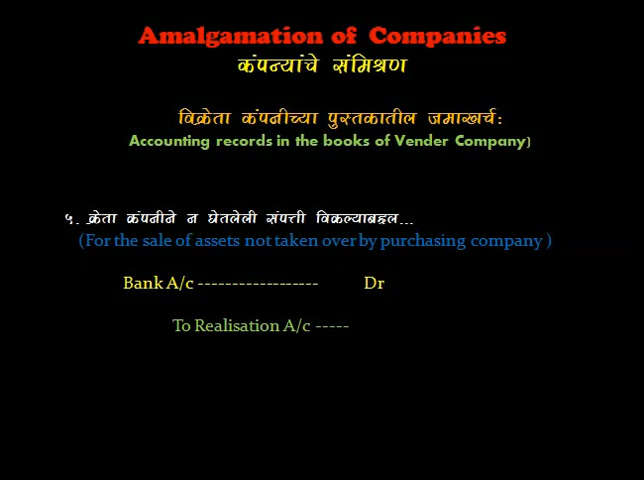 Amalgamation of Companies
कंपन्यांचे संमिश्रण
विक्रेता कंपनीच्या पुस्तकातील जमाखर्च:
Accounting records in the books of Vender Company)
५. क्रेता कंपनीने न घेतलेली संपत्ती विकल्याबद्दल...
(For the sale of assets not taken over by purchasing company )
Bank A/c ------------------ Dr
To Realisation A/c -----